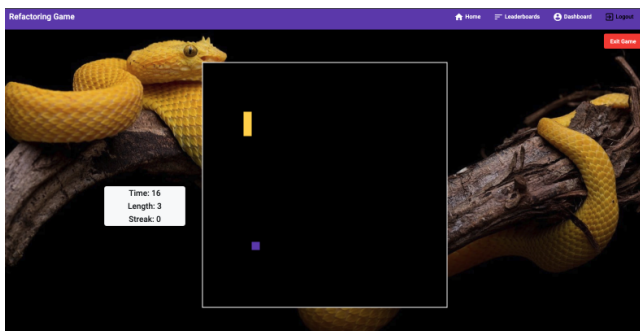 Refactoring Game
Home
Leaderboards
Dashboard
Logout
Exit Game
Time: 16
Length: 3
Streak: 0